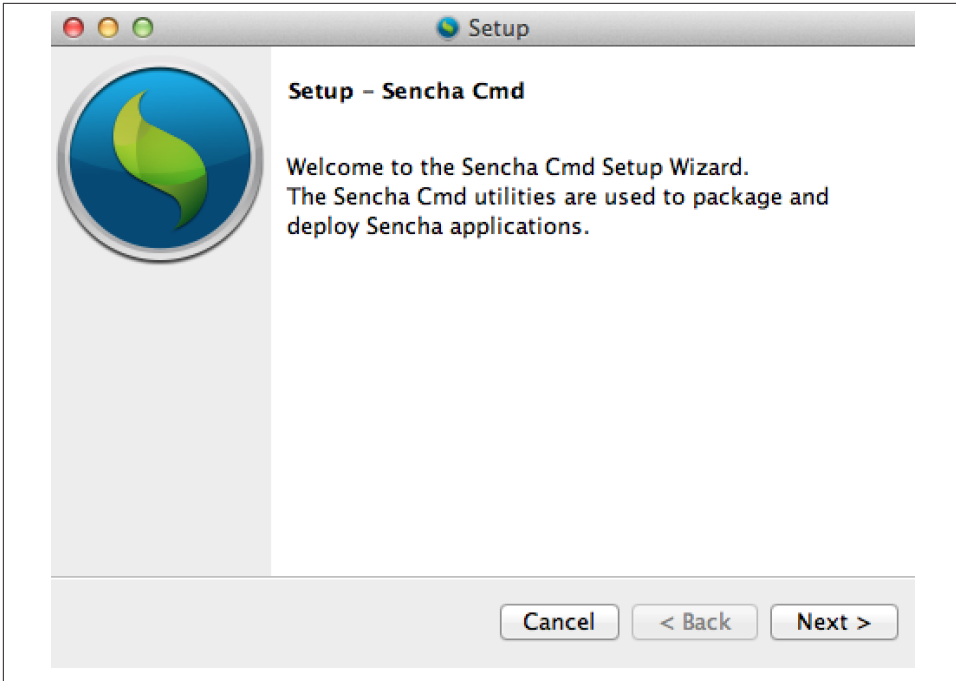 Setup
Setup – Sencha Cmd
Welcome to the Sencha Cmd Setup Wizard.
The Sencha Cmd utilities are used to package and
deploy Sencha applications.
Cancel
< Back
Next >